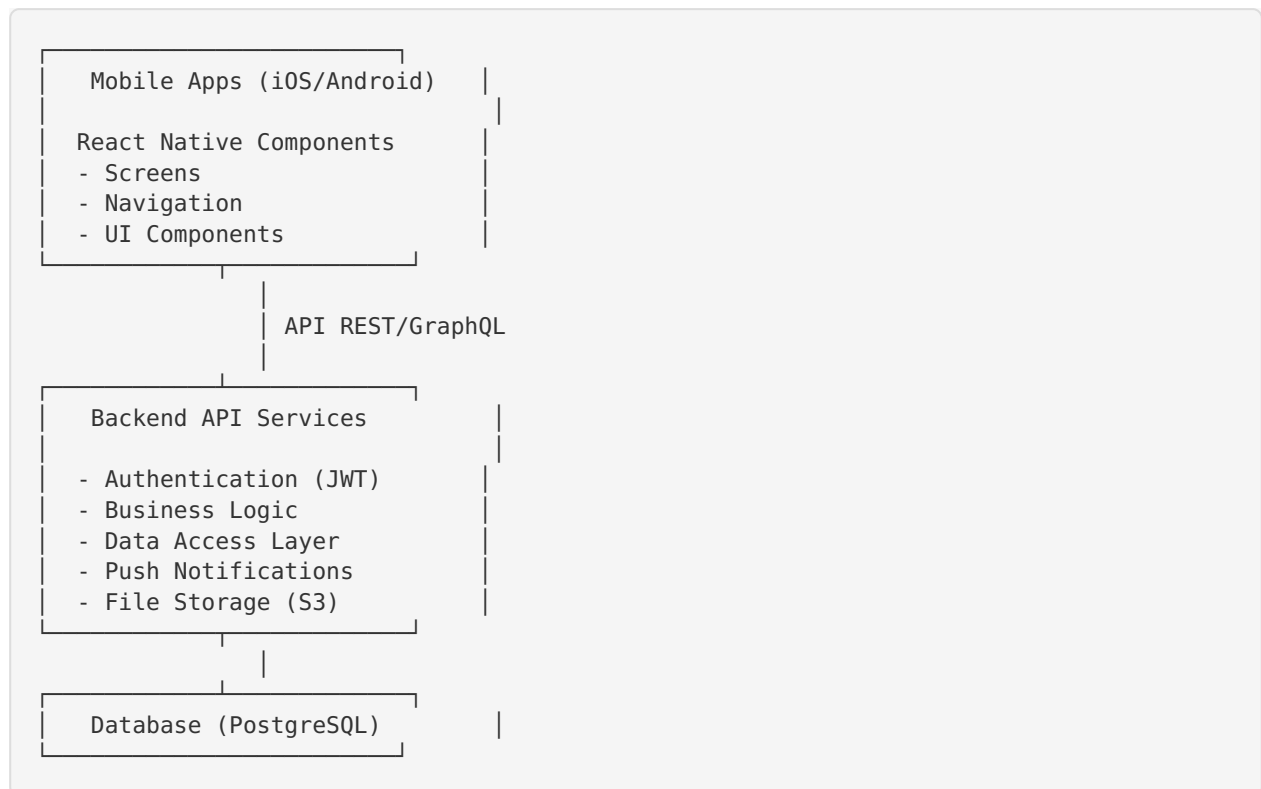 Mobile Apps (iOS/Android)
React Native Components
- Screens
- Navigation
- UI Components
API REST/GraphQL
Backend API Services
- Authentication (JWT)
- Business Logic
- Data Access Layer
- Push Notifications
- File Storage (S3)
Database (PostgreSQL)